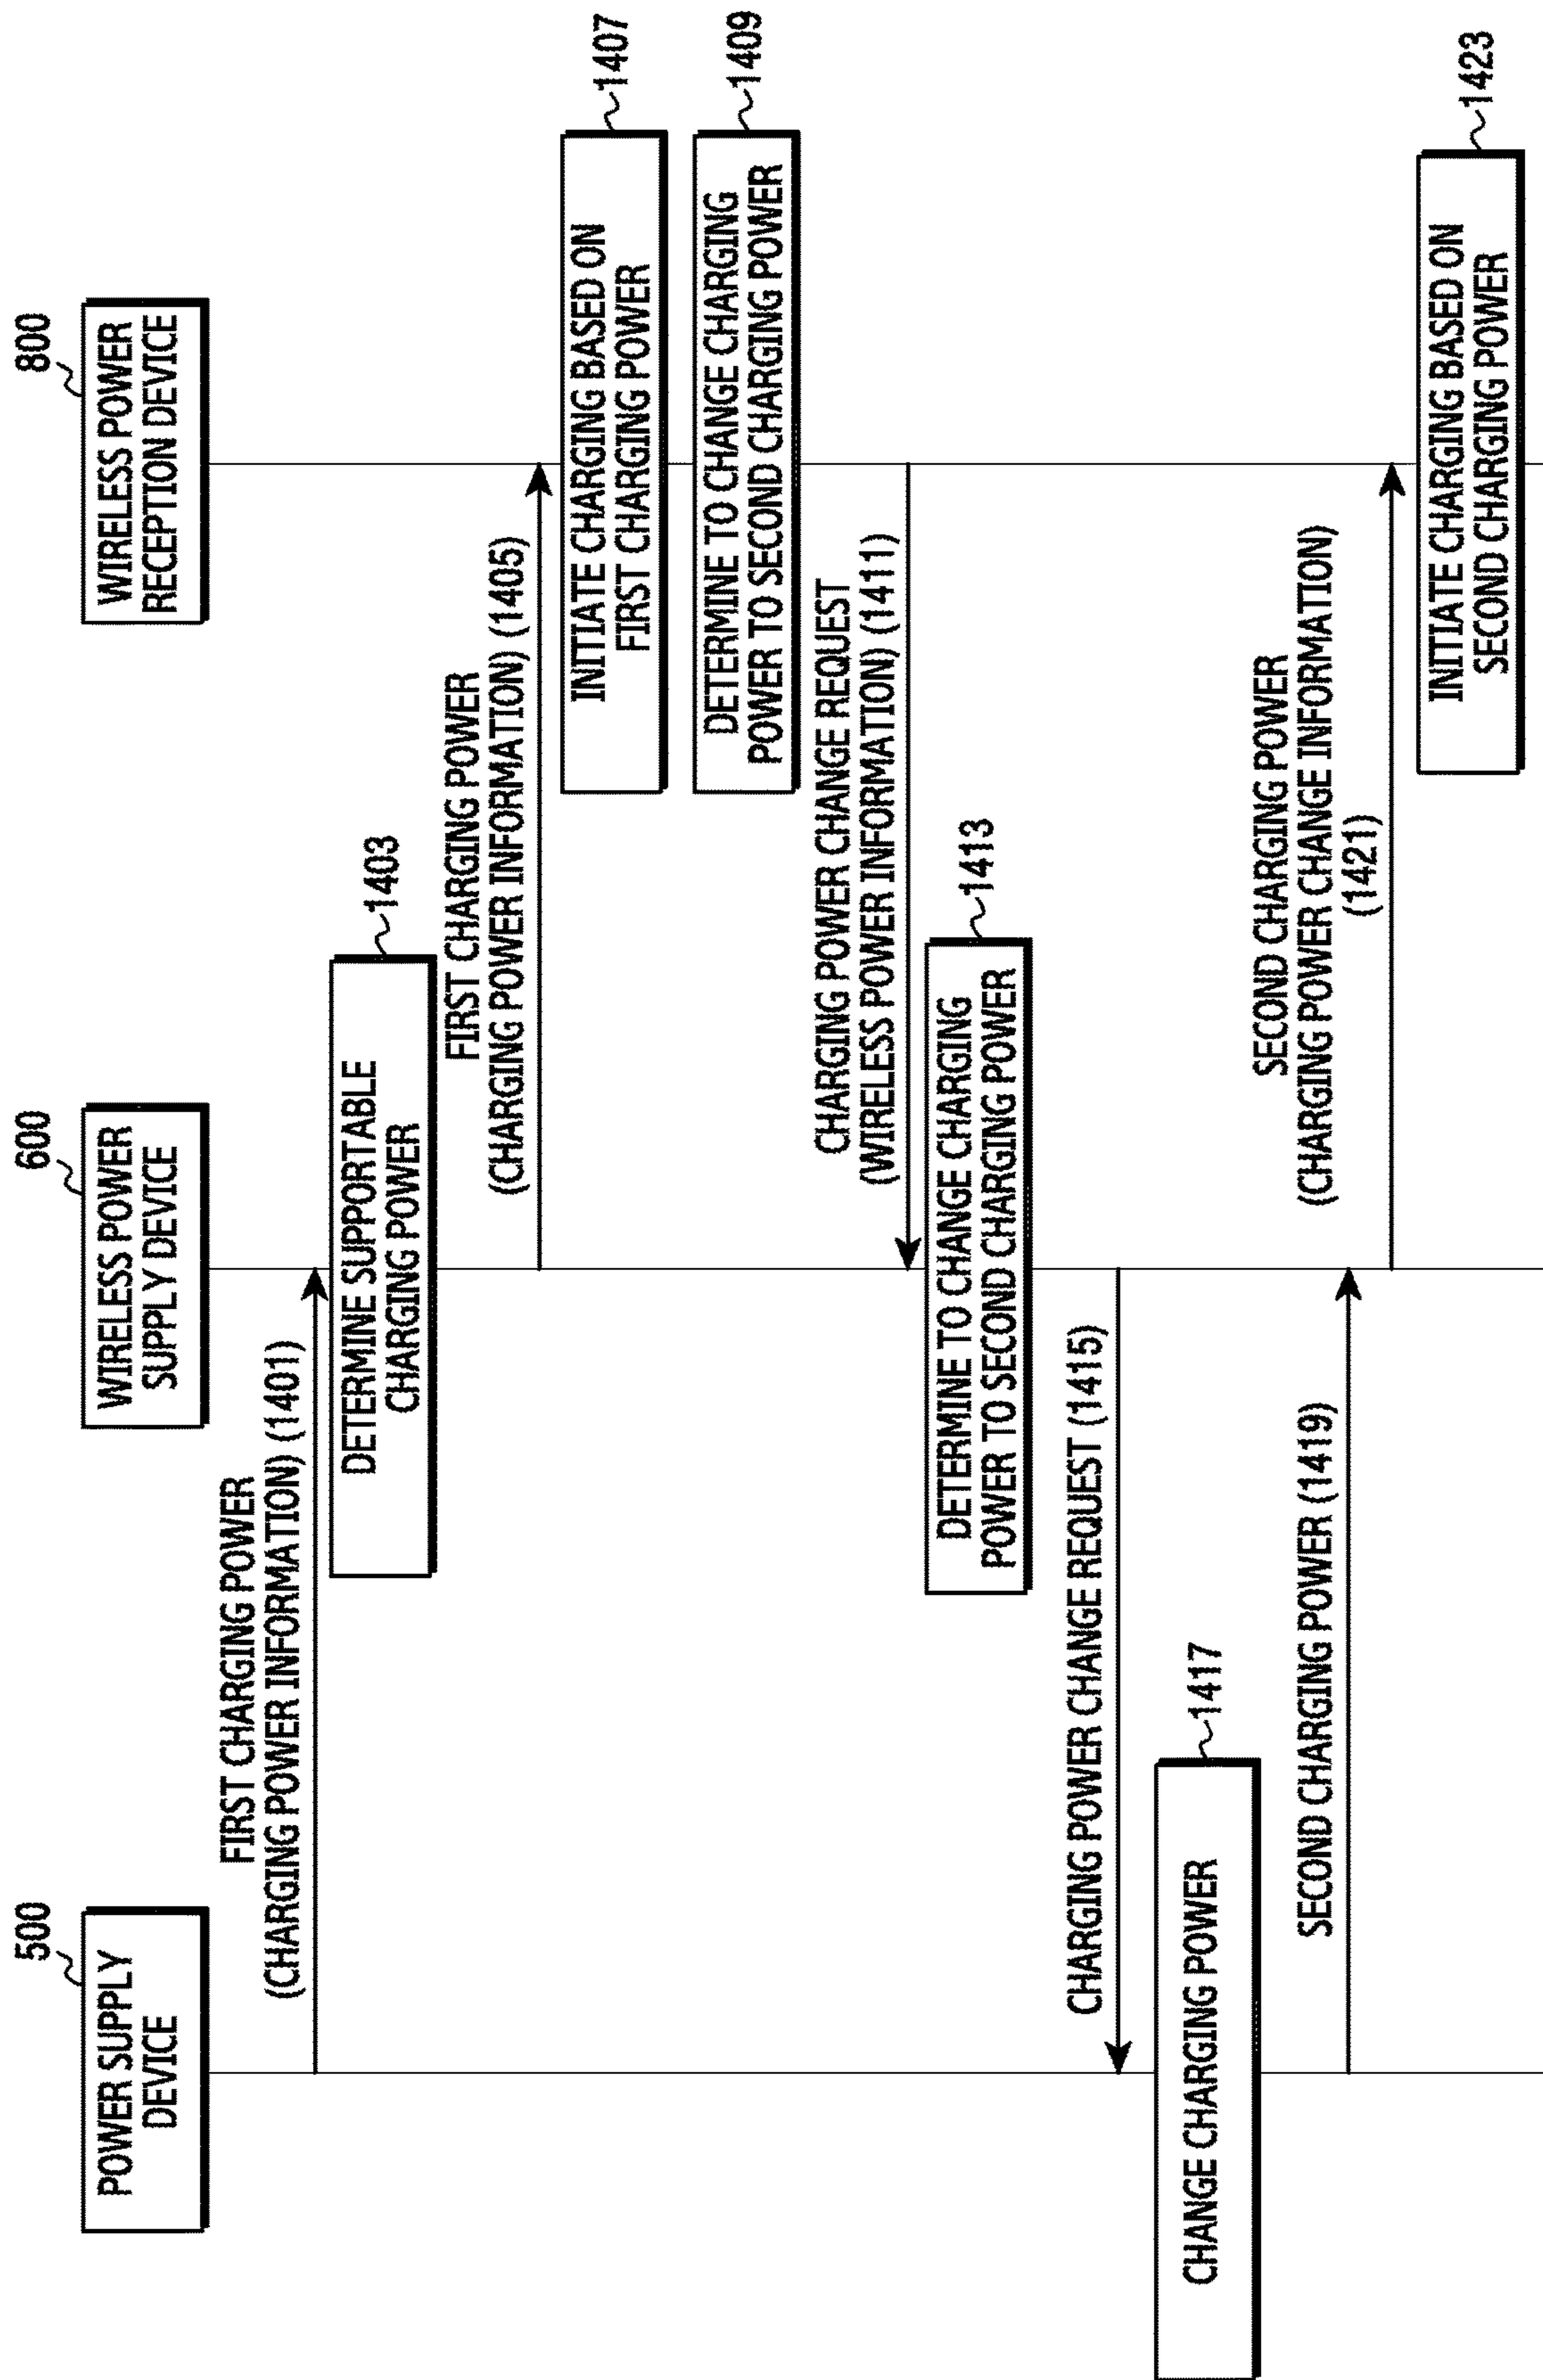 500
POWER SUPPLY
DEVICE
600
WIRELESS POWER
SUPPLY DEVICE
800
WIRELESS POWER
RECEPTION DEVICE
FIRST CHARGING POWER
(CHARGING POWER INFORMATION) (1401)
DETERMINE SUPPORTABLE
CHARGING POWER
1403
FIRST CHARGING POWER
(CHARGING POWER INFORMATION) (1405)
INITIATE CHARGING BASED ON
FIRST CHARGING POWER
1407
DETERMINE TO CHANGE CHARGING
POWER TO SECOND CHARGING POWER
1409
CHARGING POWER CHANGE REQUEST
(WIRELESS POWER INFORMATION) (1411)
DETERMINE TO CHANGE CHARGING
POWER TO SECOND CHARGING POWER
1413
CHARGING POWER CHANGE REQUEST (1415)
CHANGE CHARGING POWER
1417
SECOND CHARGING POWER (1419)
SECOND CHARGING POWER
(CHARGING POWER CHANGE INFORMATION)
(1421)
INITIATE CHARGING BASED ON
SECOND CHARGING POWER
1423